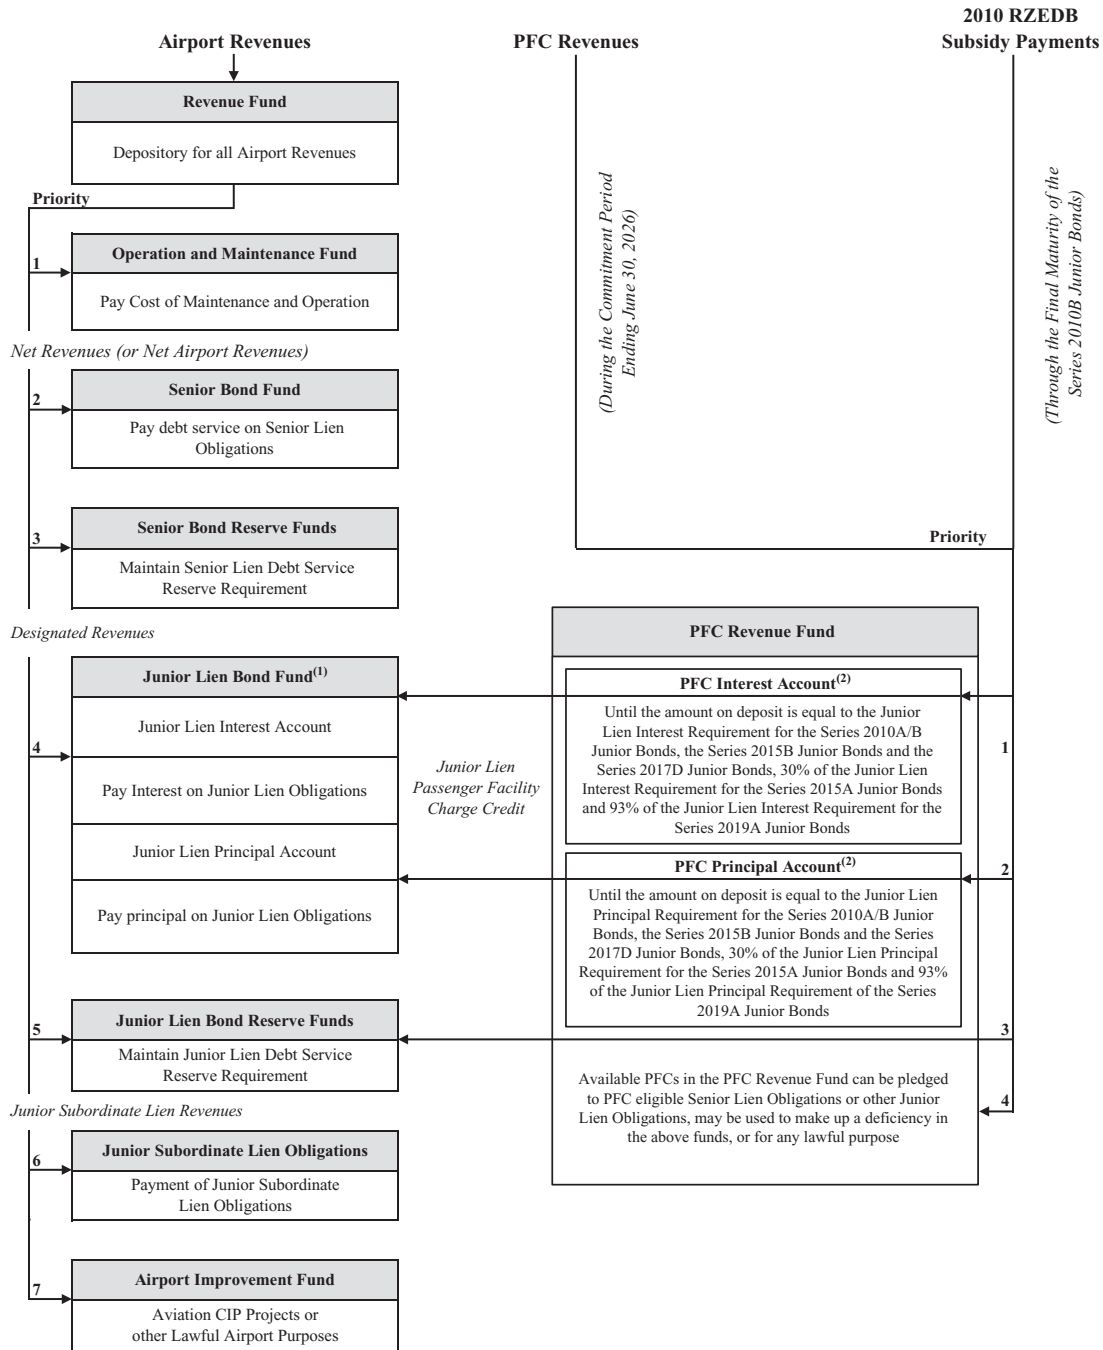 Airport Revenues
PFC Revenues
2010 RZEDB
Subsidy Payments
Revenue Fund
Depository for all Airport Revenues
(During the Commitment Period
Ending June 30, 2026)
(Through the Final Maturity of the
Series 2010B Junior Bonds)
Priority
1
Operation and Maintenance Fund
Pay Cost of Maintenance and Operation
Net Revenues (or Net Airport Revenues)
2
Senior Bond Fund
Pay debt service on Senior Lien
Obligations
3
Senior Bond Reserve Funds
Maintain Senior Lien Debt Service
Reserve Requirement
Priority
Designated Revenues
4
Junior Lien Bond Fund(1)
Junior Lien Interest Account
Pay Interest on Junior Lien Obligations
Junior Lien Principal Account
Pay principal on Junior Lien Obligations
Junior Lien
Passenger Facility
Charge Credit
PFC Revenue Fund
PFC Interest Account(2)
Until the amount on deposit is equal to the Junior
Lien Interest Requirement for the Series 2010A/B
Junior Bonds, the Series 2015B Junior Bonds and the
Series 2017D Junior Bonds, 30% of the Junior Lien
Interest Requirement for the Series 2015A Junior Bonds
and 93% of the Junior Lien Interest Requirement for the
Series 2019A Junior Bonds
1
PFC Principal Account(2)
2
Until the amount on deposit is equal to the Junior Lien
Principal Requirement for the Series 2010A/B Junior
Bonds, the Series 2015B Junior Bonds and the Series
2017D Junior Bonds, 30% of the Junior Lien Principal
Requirement for the Series 2015A Junior Bonds and 93%
of the Junior Lien Principal Requirement of the Series
2019A Junior Bonds
5
Junior Lien Bond Reserve Funds
Maintain Junior Lien Debt Service
Reserve Requirement
3
Available PFCs in the PFC Revenue Fund can be pledged
to PFC eligible Senior Lien Obligations or other Junior
Lien Obligations, may be used to make up a deficiency in
the above funds, or for any lawful purpose
4
Junior Subordinate Lien Revenues
6
Junior Subordinate Lien Obligations
Payment of Junior Subordinate
Lien Obligations
7
Airport Improvement Fund
Aviation CIP Projects or
other Lawful Airport Purposes